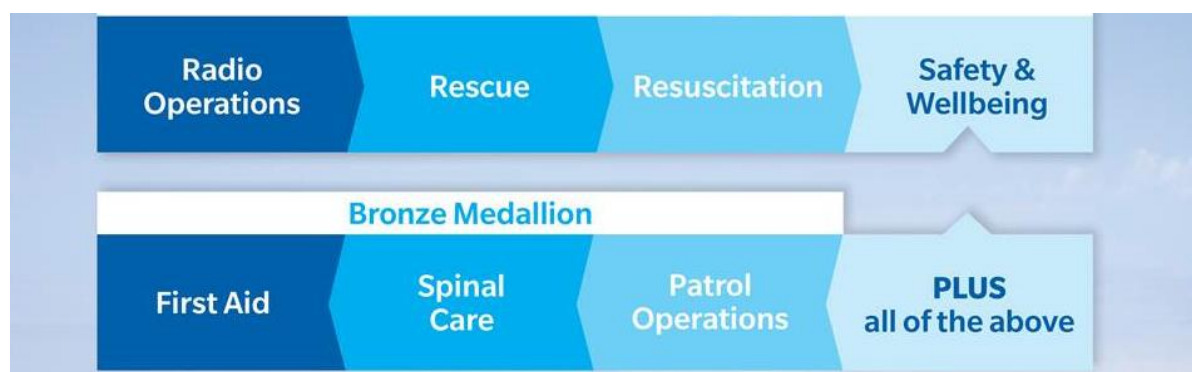 Radio
Operations
Rescue
Resuscitation
Safety &
Wellbeing
Bronze Medallion
First Aid
Spinal
Care
Patrol
Operations
PLUS
all of the above